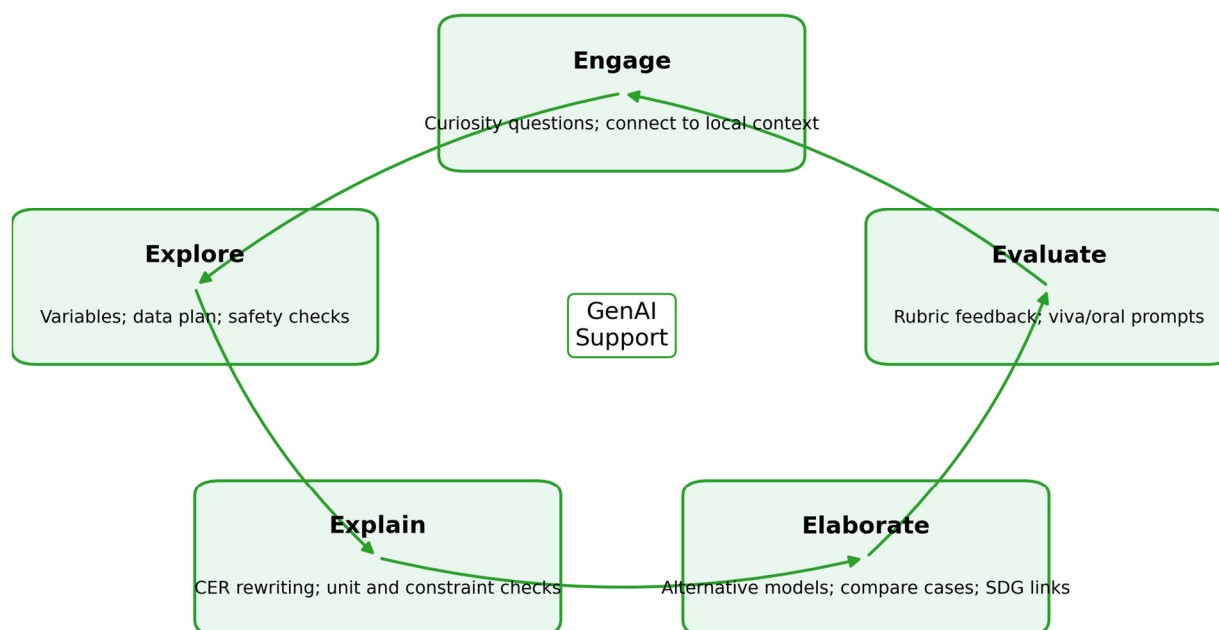 Engage
Curiosity questions; connect to local context
Explore
Variables; data plan; safety checks
GenAI
Support
Evaluate
Rubric feedback; viva/oral prompts
Explain
CER rewriting; unit and constraint checks
Elaborate
Alternative models; compare cases; SDG links